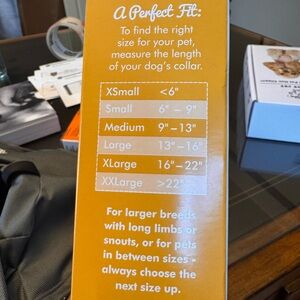 A Perfect Fit:
To find the right
size for your pet,
measure the length
of your dog's collar.
XSmall <6"
Small 6" – 9"
Medium 9" – 13"
Large 13" – 16"
XLarge 16" – 22"
XXLarge >22"
For larger breeds
with long limbs or
snouts, or for pets
in between sizes -
always choose the
next size up.